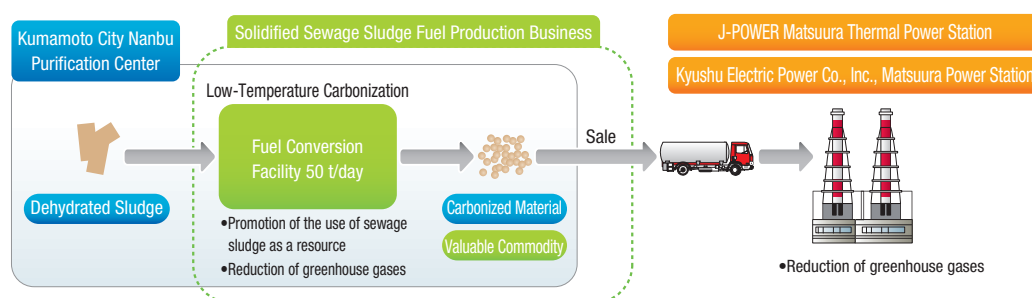 Kumamoto City Nanbu
Purification Center
Solidified Sewage Sludge Fuel Production Business
J-POWER Matsuura Thermal Power Station
Kyushu Electric Power Co., Inc., Matsuura Power Station
Low-Temperature Carbonization
Fuel Conversion
Facility 50 t/day
Sale
Dehydrated Sludge
Carbonized Material
Valuable Commodity
•Promotion of the use of sewage
sludge as a resource
•Reduction of greenhouse gases
•Reduction of greenhouse gases